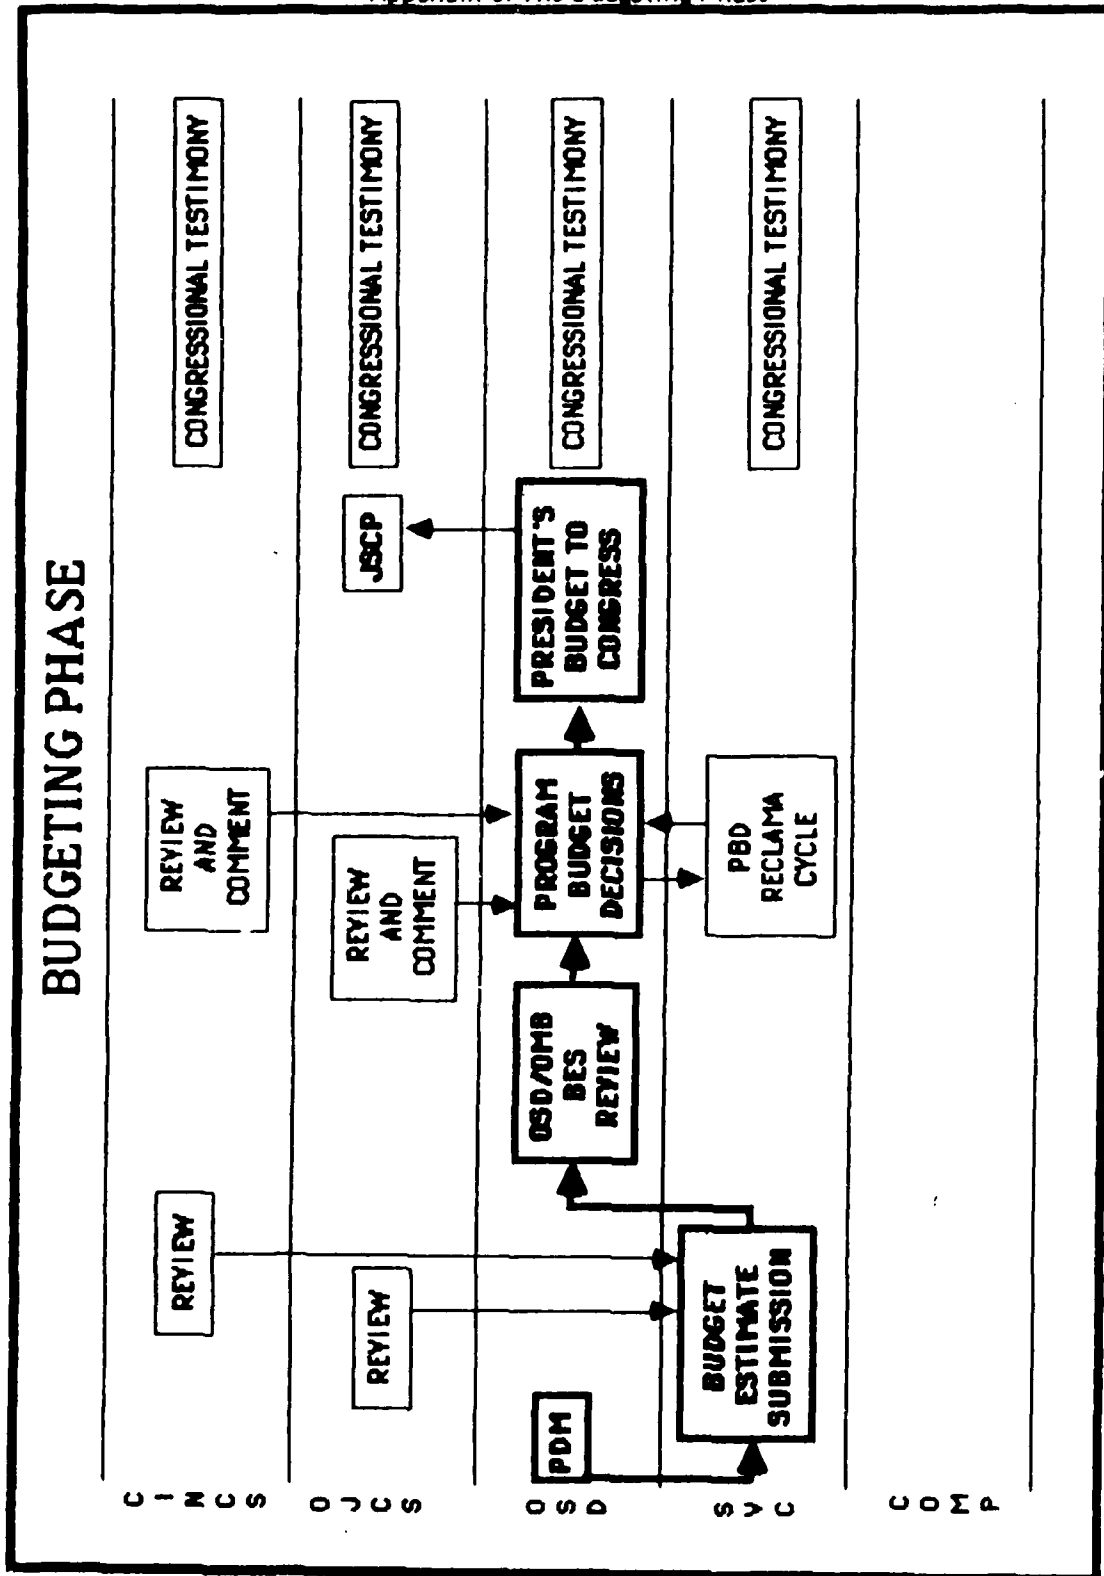 BUDGETING PHASE
CINCS
REVIEW
REVIEW
AND
COMMENT
CONGRESSIONAL TESTIMONY
OJCS
REVIEW
REVIEW
AND
COMMENT
JSCP
CONGRESSIONAL TESTIMONY
OSD
PDM
OSD/OMB
BES
REVIEW
PROGRAM
BUDGET
DECISIONS
PRESIDENT'S
BUDGET TO
CONGRESS
CONGRESSIONAL TESTIMONY
SVC
BUDGET
ESTIMATE
SUBMISSION
PBD
RECLAMA
CYCLE
CONGRESSIONAL TESTIMONY
COMP